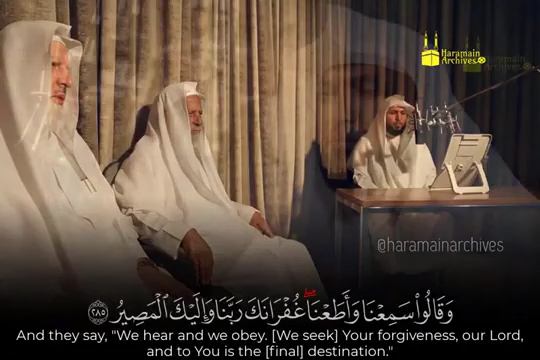 Haramain
Archives
@haramainarchives
وَقَالُوا۟ سَمِعْنَا وَأَطَعْنَا ۖ غُفْرَانَكَ رَبَّنَا وَإِلَيْكَ ٱلْمَصِيرُ ٢٨٥
And they say, "We hear and we obey. [We seek] Your forgiveness, our Lord,
and to You is the [final] destination."